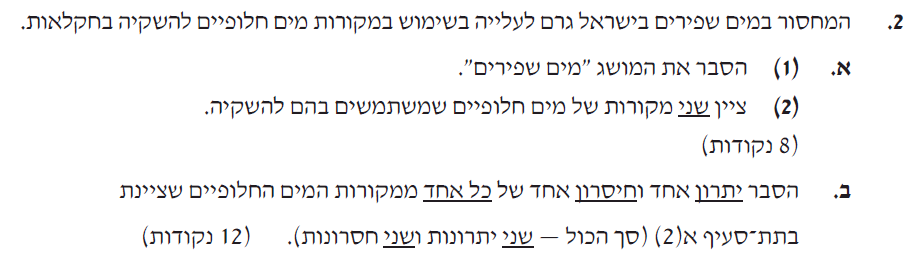 2. המחסור במים שפירים בישראל גרם לעלייה בשימוש במקורות מים חלופיים להשקיה בחקלאות.
א. (1) הסבר את המושג "מים שפירים".
(2) ציין שני מקורות של מים חלופיים שמשתמשים בהם להשקיה.
(8 נקודות)
ב. הסבר יתרון אחד וחיסרון אחד של כל אחד ממקורות המים החלופיים שציינת
בתת־סעיף א(2) (סך הכול — שני יתרונות ושני חסרונות). (12 נקודות)